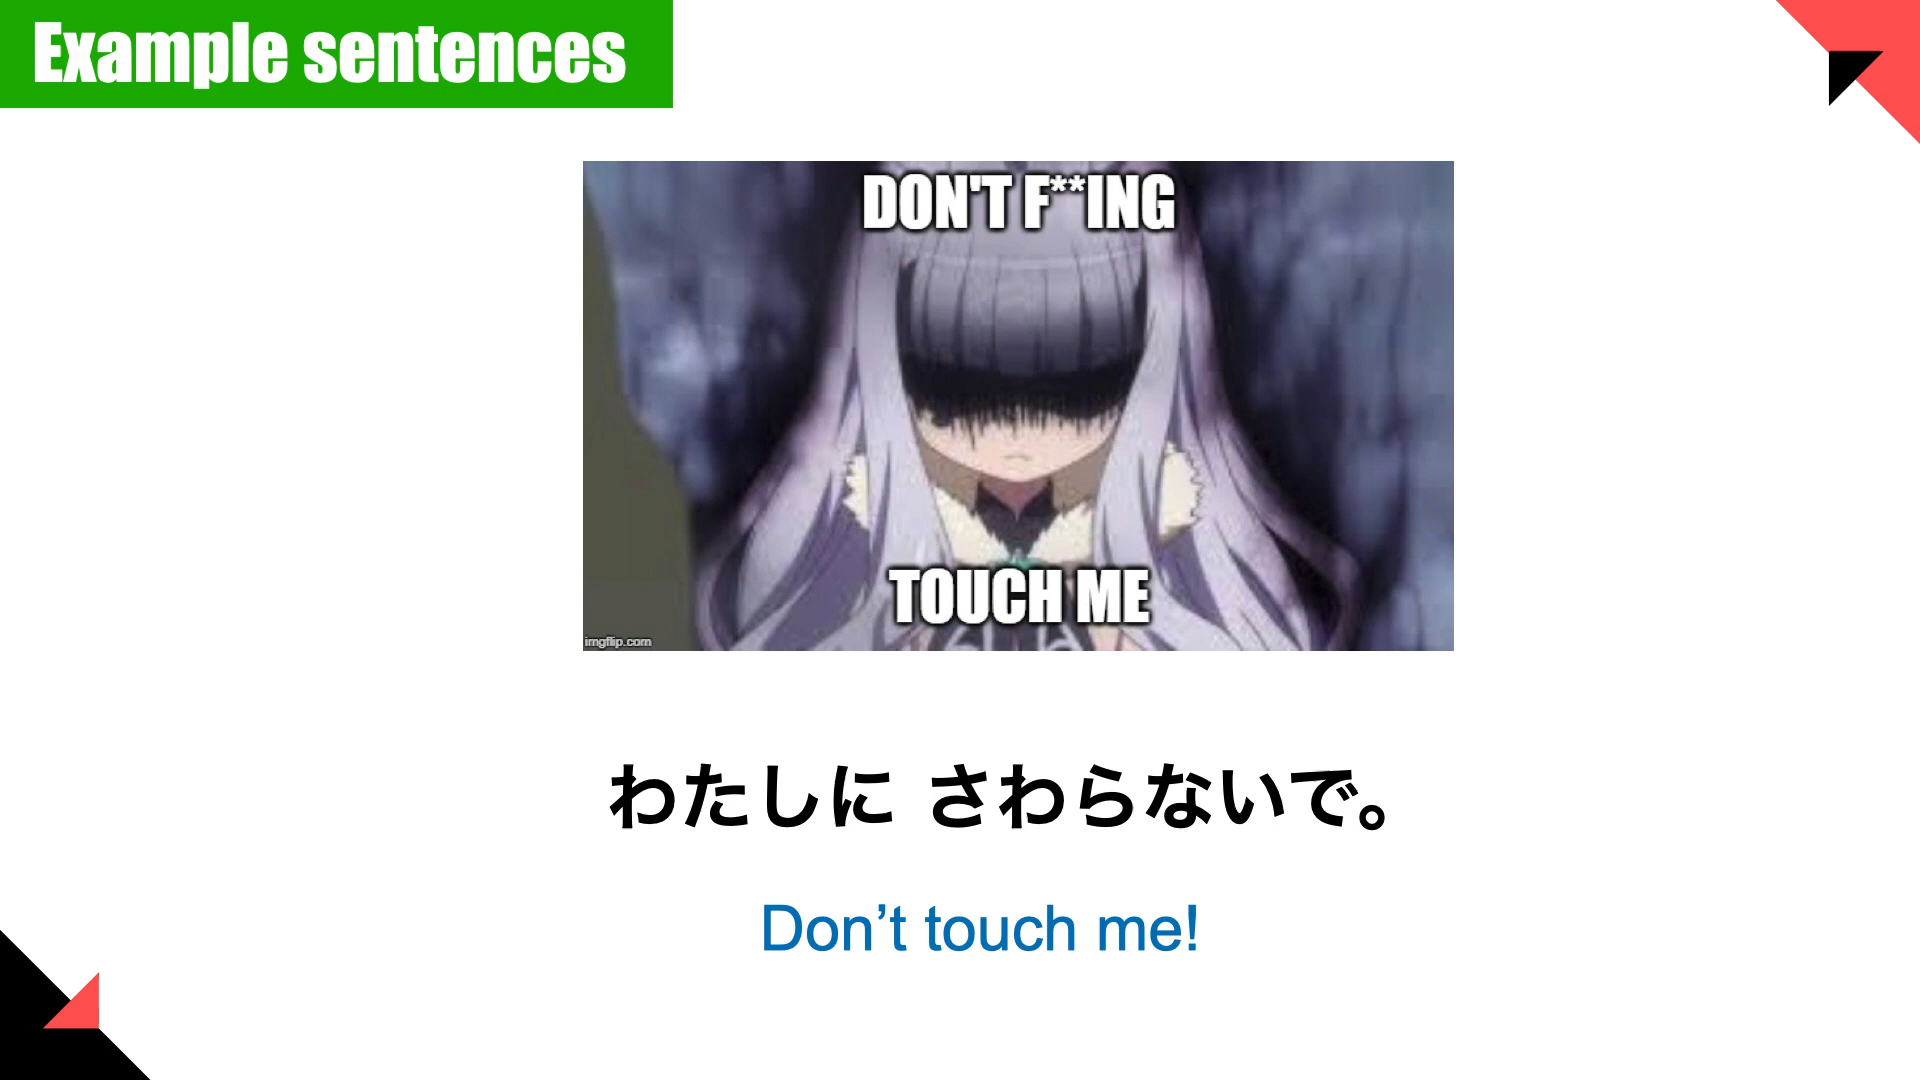 Example sentences
DON'T F**ING
TOUCH ME
imgflip.com
わたしに さわらないで。
Don’t touch me!